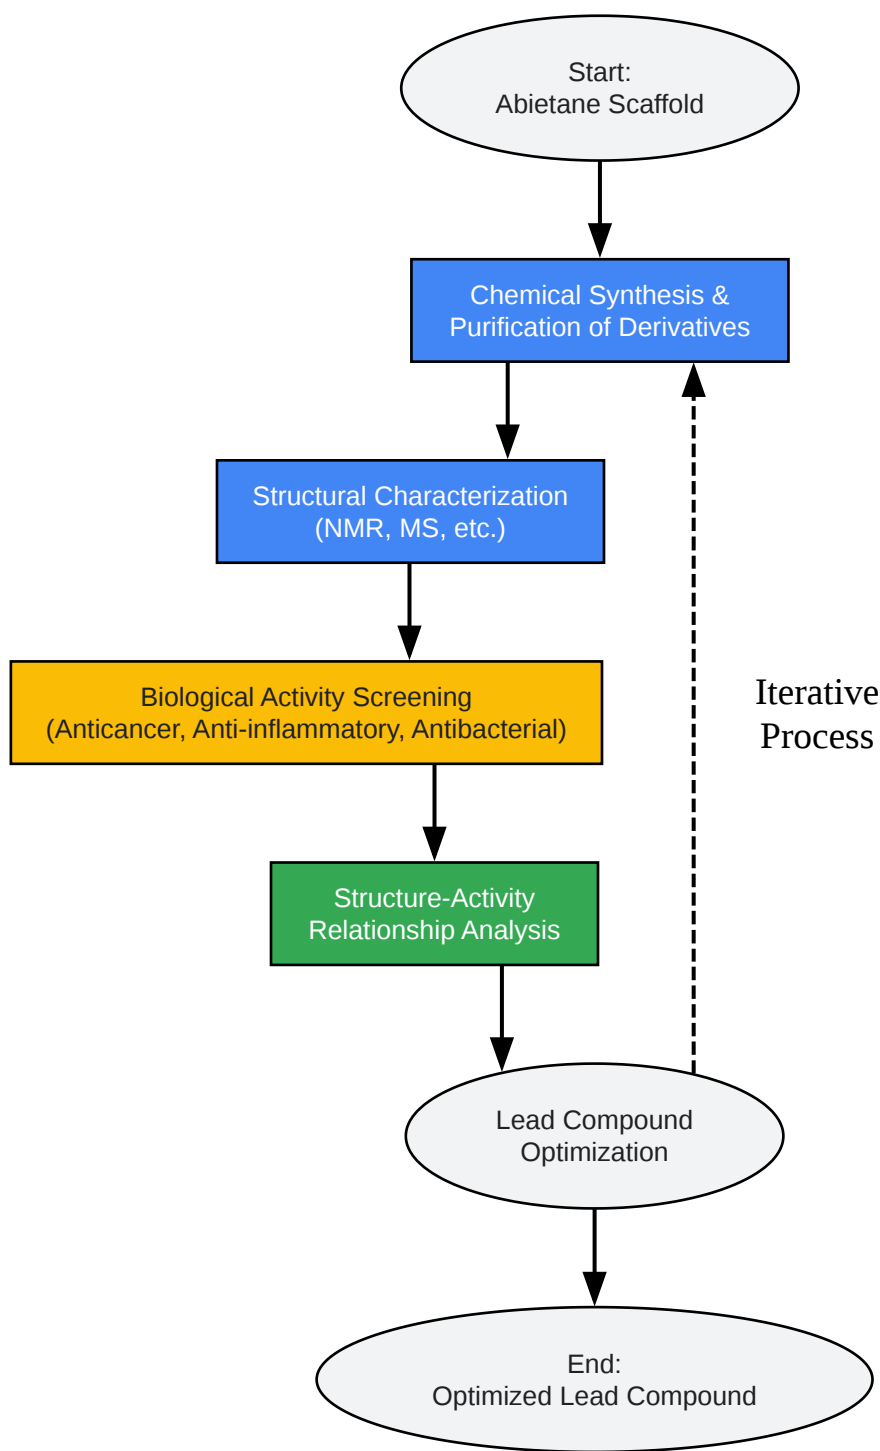 Start:
Abietane Scaffold
Chemical Synthesis &
Purification of Derivatives
Structural Characterization
(NMR, MS, etc.)
Biological Activity Screening
(Anticancer, Anti-inflammatory, Antibacterial)
Iterative
Process
Structure-Activity
Relationship Analysis
Lead Compound
Optimization
End:
Optimized Lead Compound